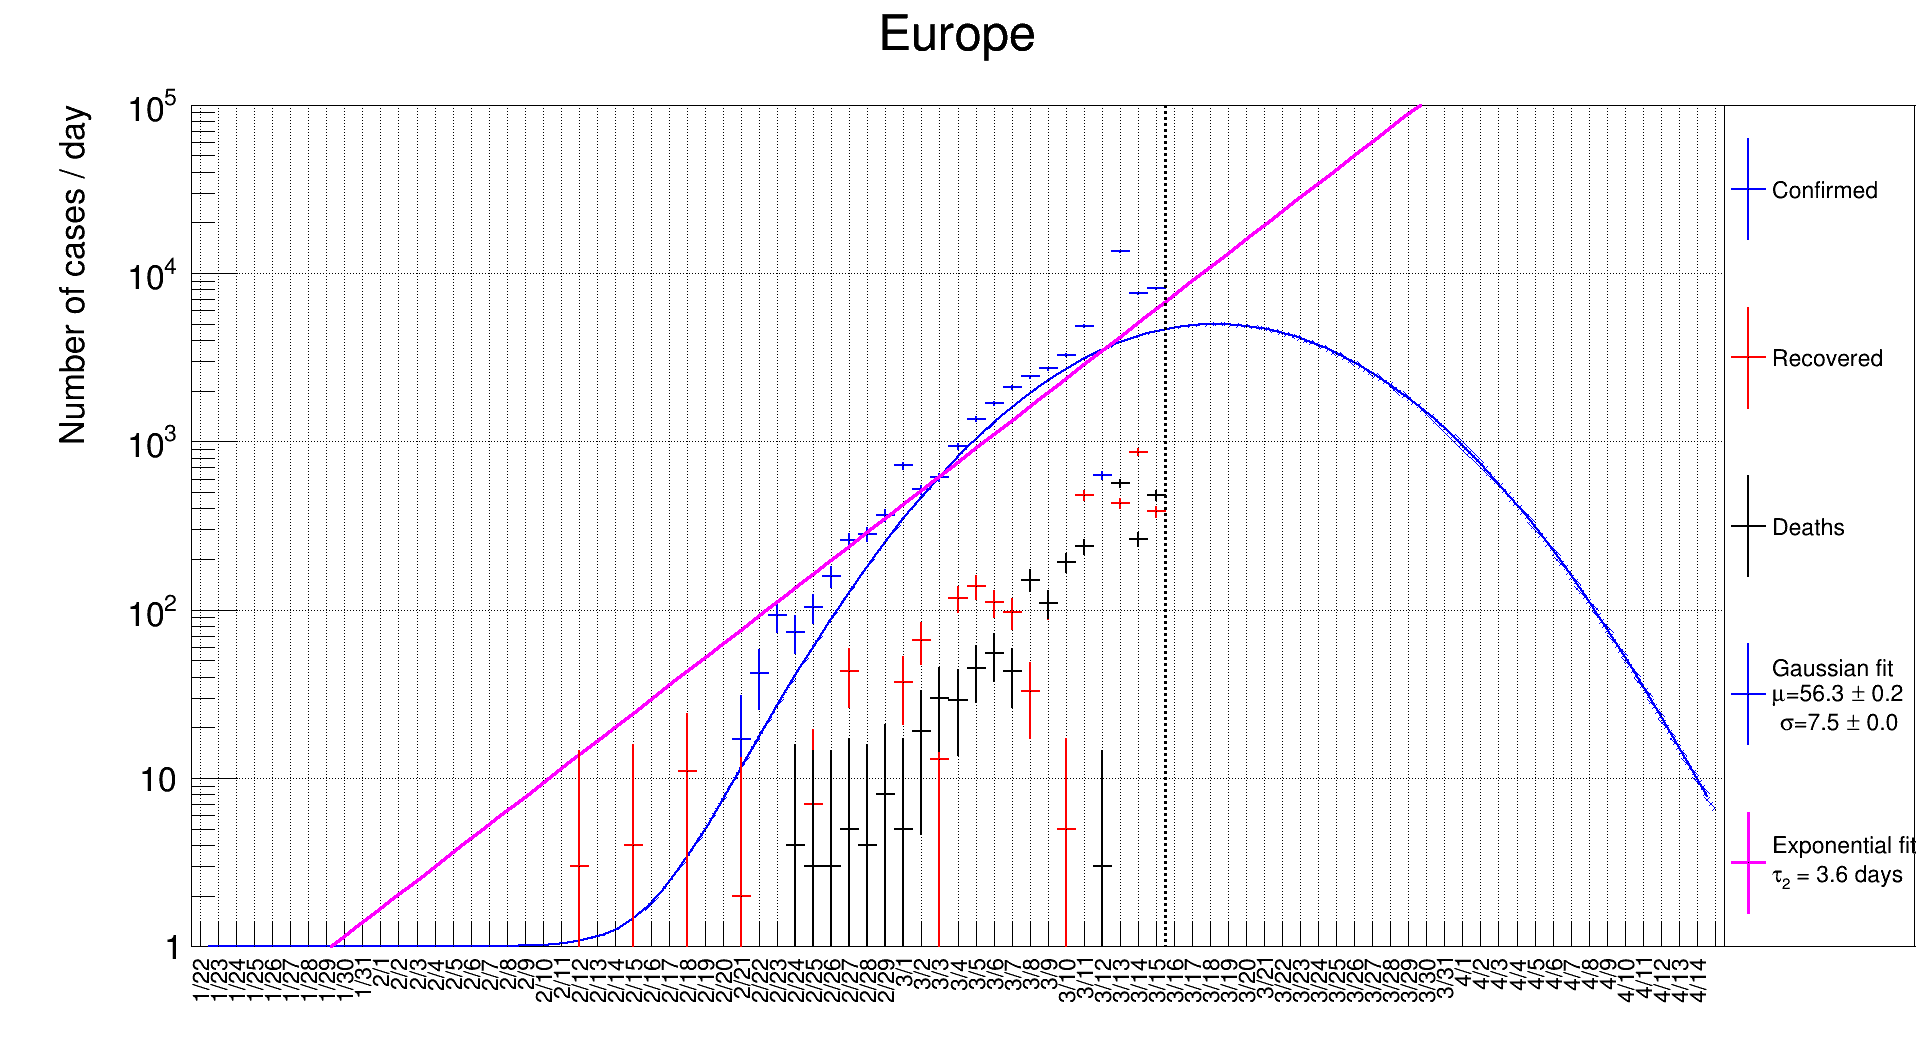 Europe
Number of cases / day
10^5
10^4
10^3
10^2
10
1
1/22 1/23 1/24 1/25 1/26 1/27 1/28 1/29 1/30 1/31 2/1 2/2 2/3 2/4 2/5 2/6 2/7 2/8 2/9 2/10 2/11 2/12 2/13 2/14 2/15 2/16 2/17 2/18 2/19 2/20 2/21 2/22 2/23 2/24 2/25 2/26 2/27 2/28 2/29 3/1 3/2 3/3 3/4 3/5 3/6 3/7 3/8 3/9 3/10 3/11 3/12 3/13 3/14 3/15 3/16 3/17 3/18 3/19 3/20 3/21 3/22 3/23 3/24 3/25 3/26 3/27 3/28 3/29 3/30 3/31 4/1 4/2 4/3 4/4 4/5 4/6 4/7 4/8 4/9 4/10 4/11 4/12 4/13 4/14
Confirmed
Recovered
Deaths
Gaussian fit
μ=56.3 ± 0.2
σ=7.5 ± 0.0
Exponential fit
τ₂ = 3.6 days